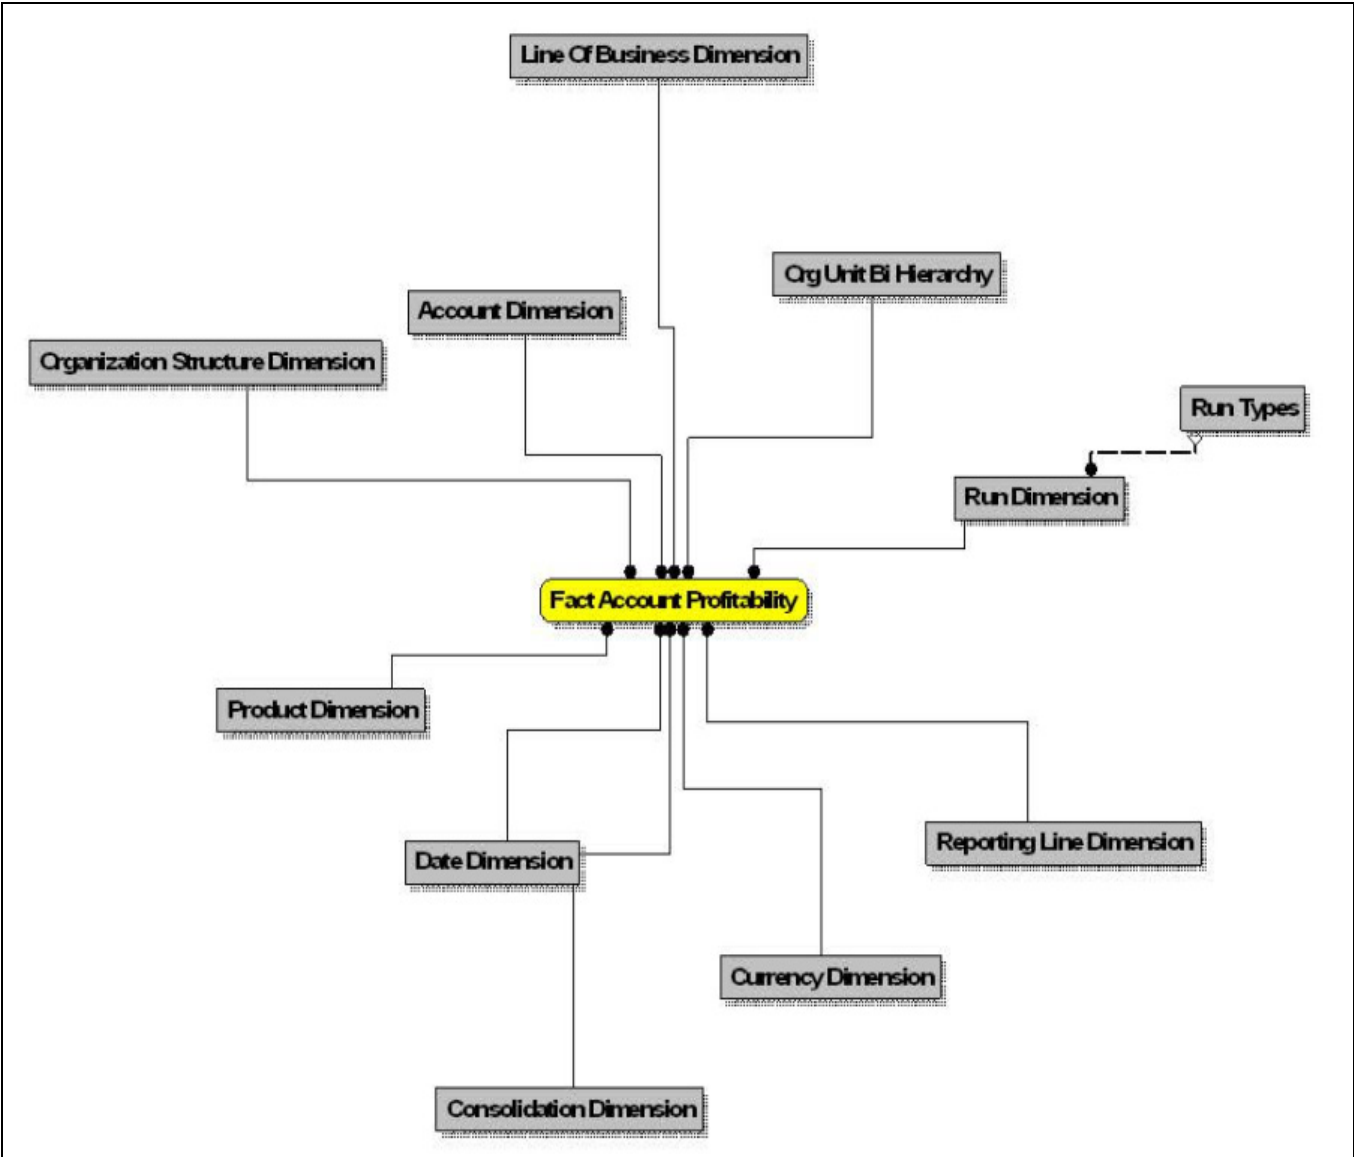 Line Of Business Dimension
Org Unit Bi Hierarchy
Account Dimension
Organization Structure Dimension
Run Types
Run Dimension
Fact Account Profitability
Product Dimension
Reporting Line Dimension
Date Dimension
Currency Dimension
Consolidation Dimension